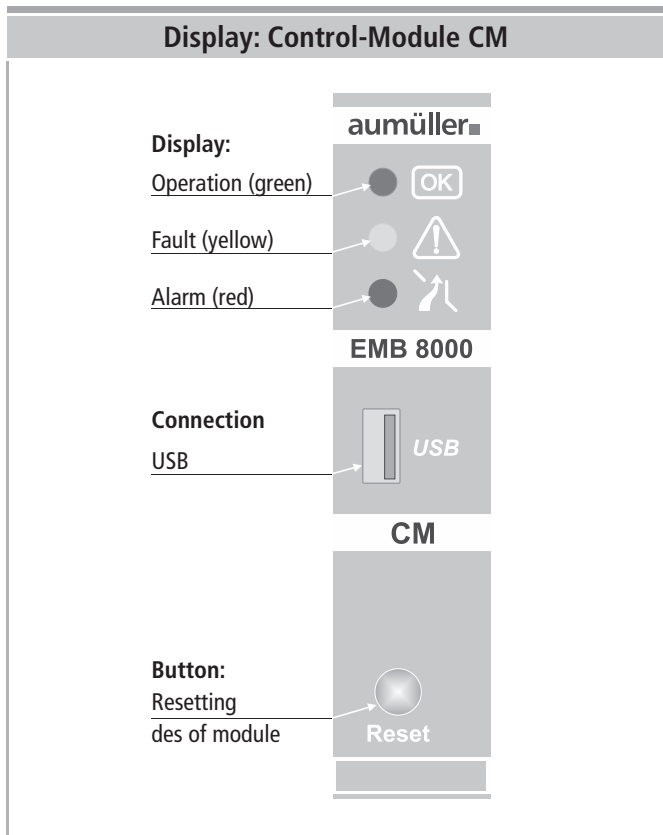 Display: Control-Module CM
aumüller
Display:
Operation (green)
OK
Fault (yellow)
Alarm (red)
EMB 8000
Connection
USB
USB
CM
Button:
Resetting
des of module
Reset